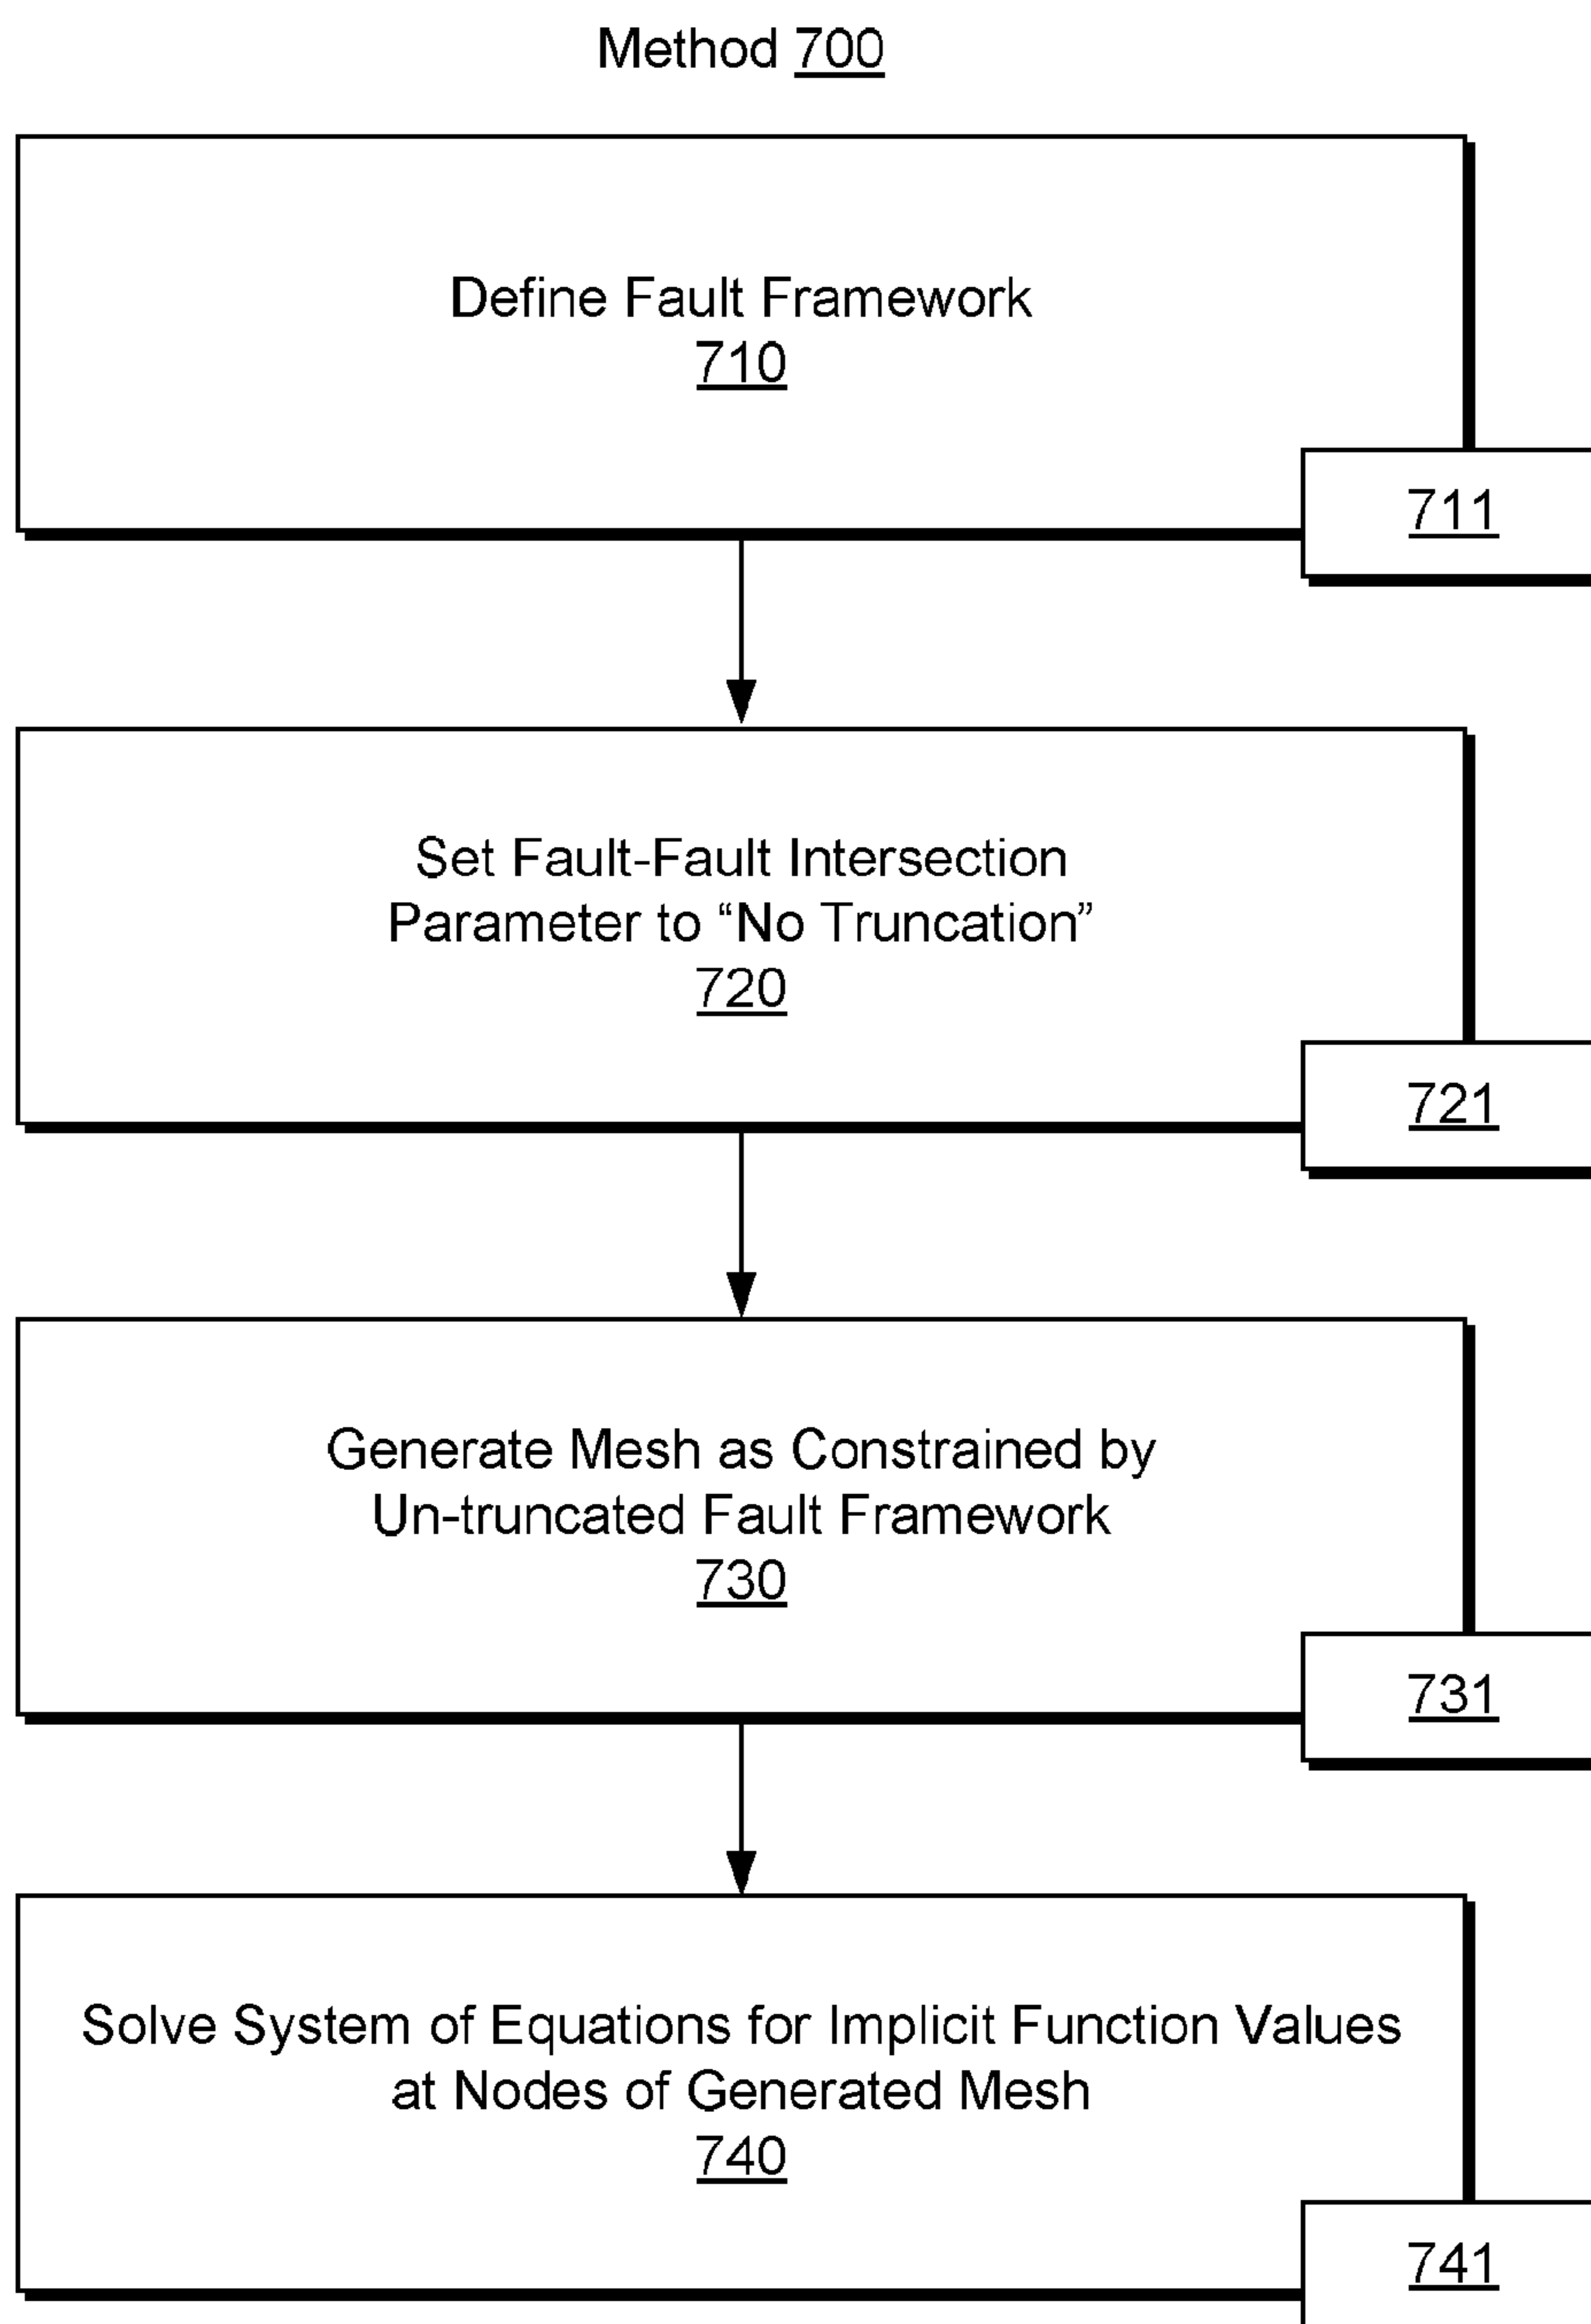 Method 700
Define Fault Framework
710
711
Set Fault-Fault Intersection
Parameter to “No Truncation”
720
721
Generate Mesh as Constrained by
Un-truncated Fault Framework
730
731
Solve System of Equations for Implicit Function Values
at Nodes of Generated Mesh
740
741